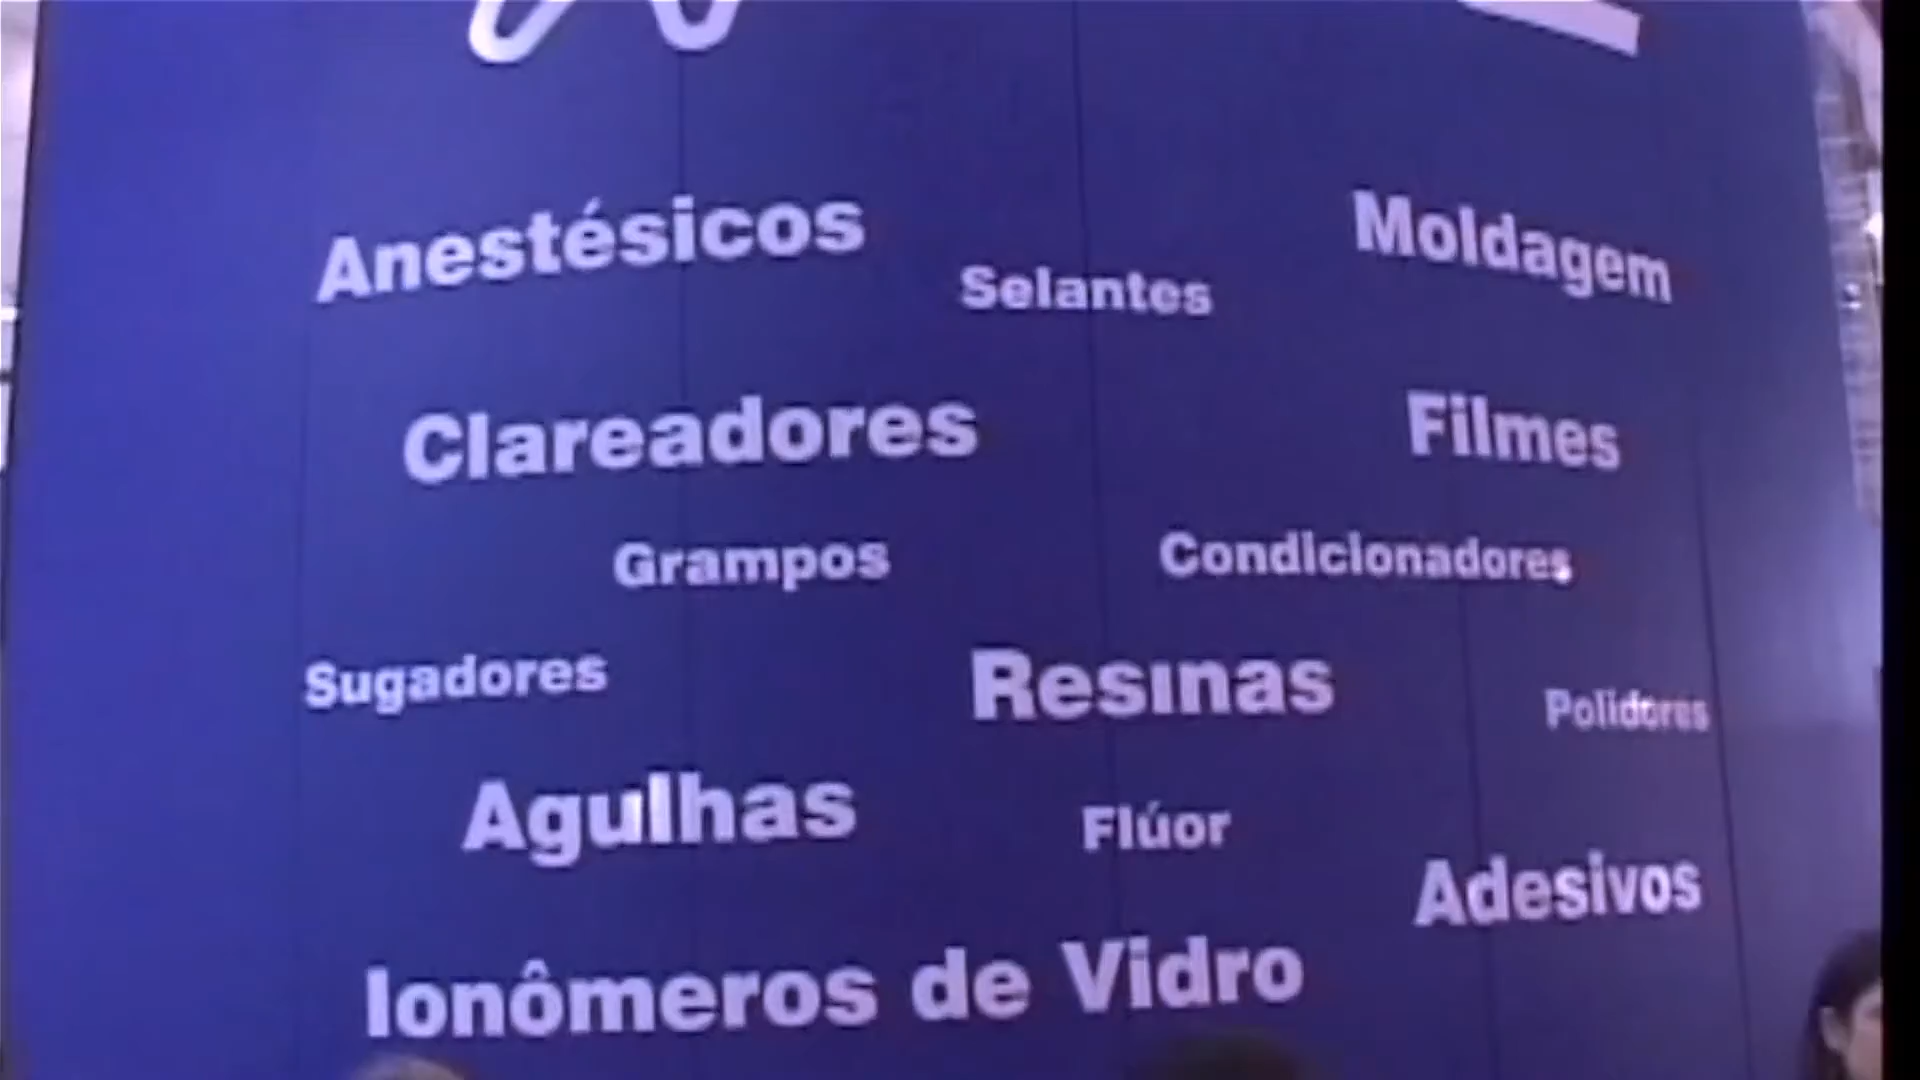 Anestésicos
Selantes
Moldagem
Clareadores
Filmes
Grampos
Condicionadores
Sugadores
Resinas
Polidores
Agulhas
Flúor
Adesivos
Ionômeros de Vidro